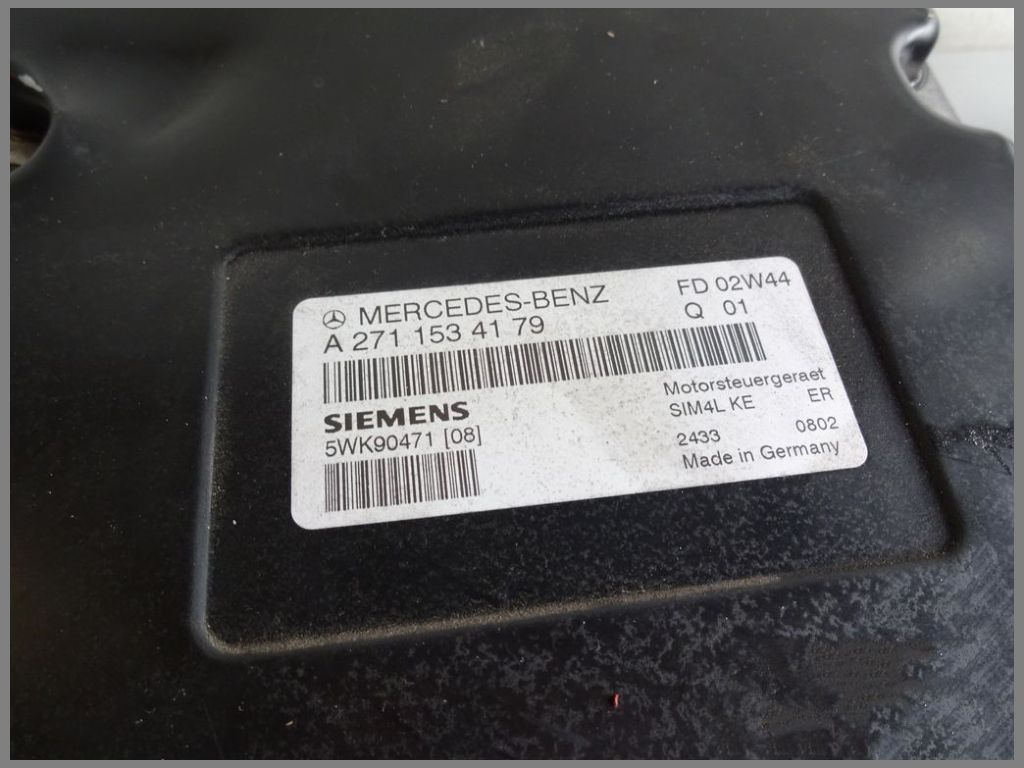 MERCEDES-BENZ
FD 02W44
A 271 153 41 79
Q 01
SIEMENS
5WK90471 [08]
Motorsteuergeraet
SIM4L KE ER
2433 0802
Made in Germany